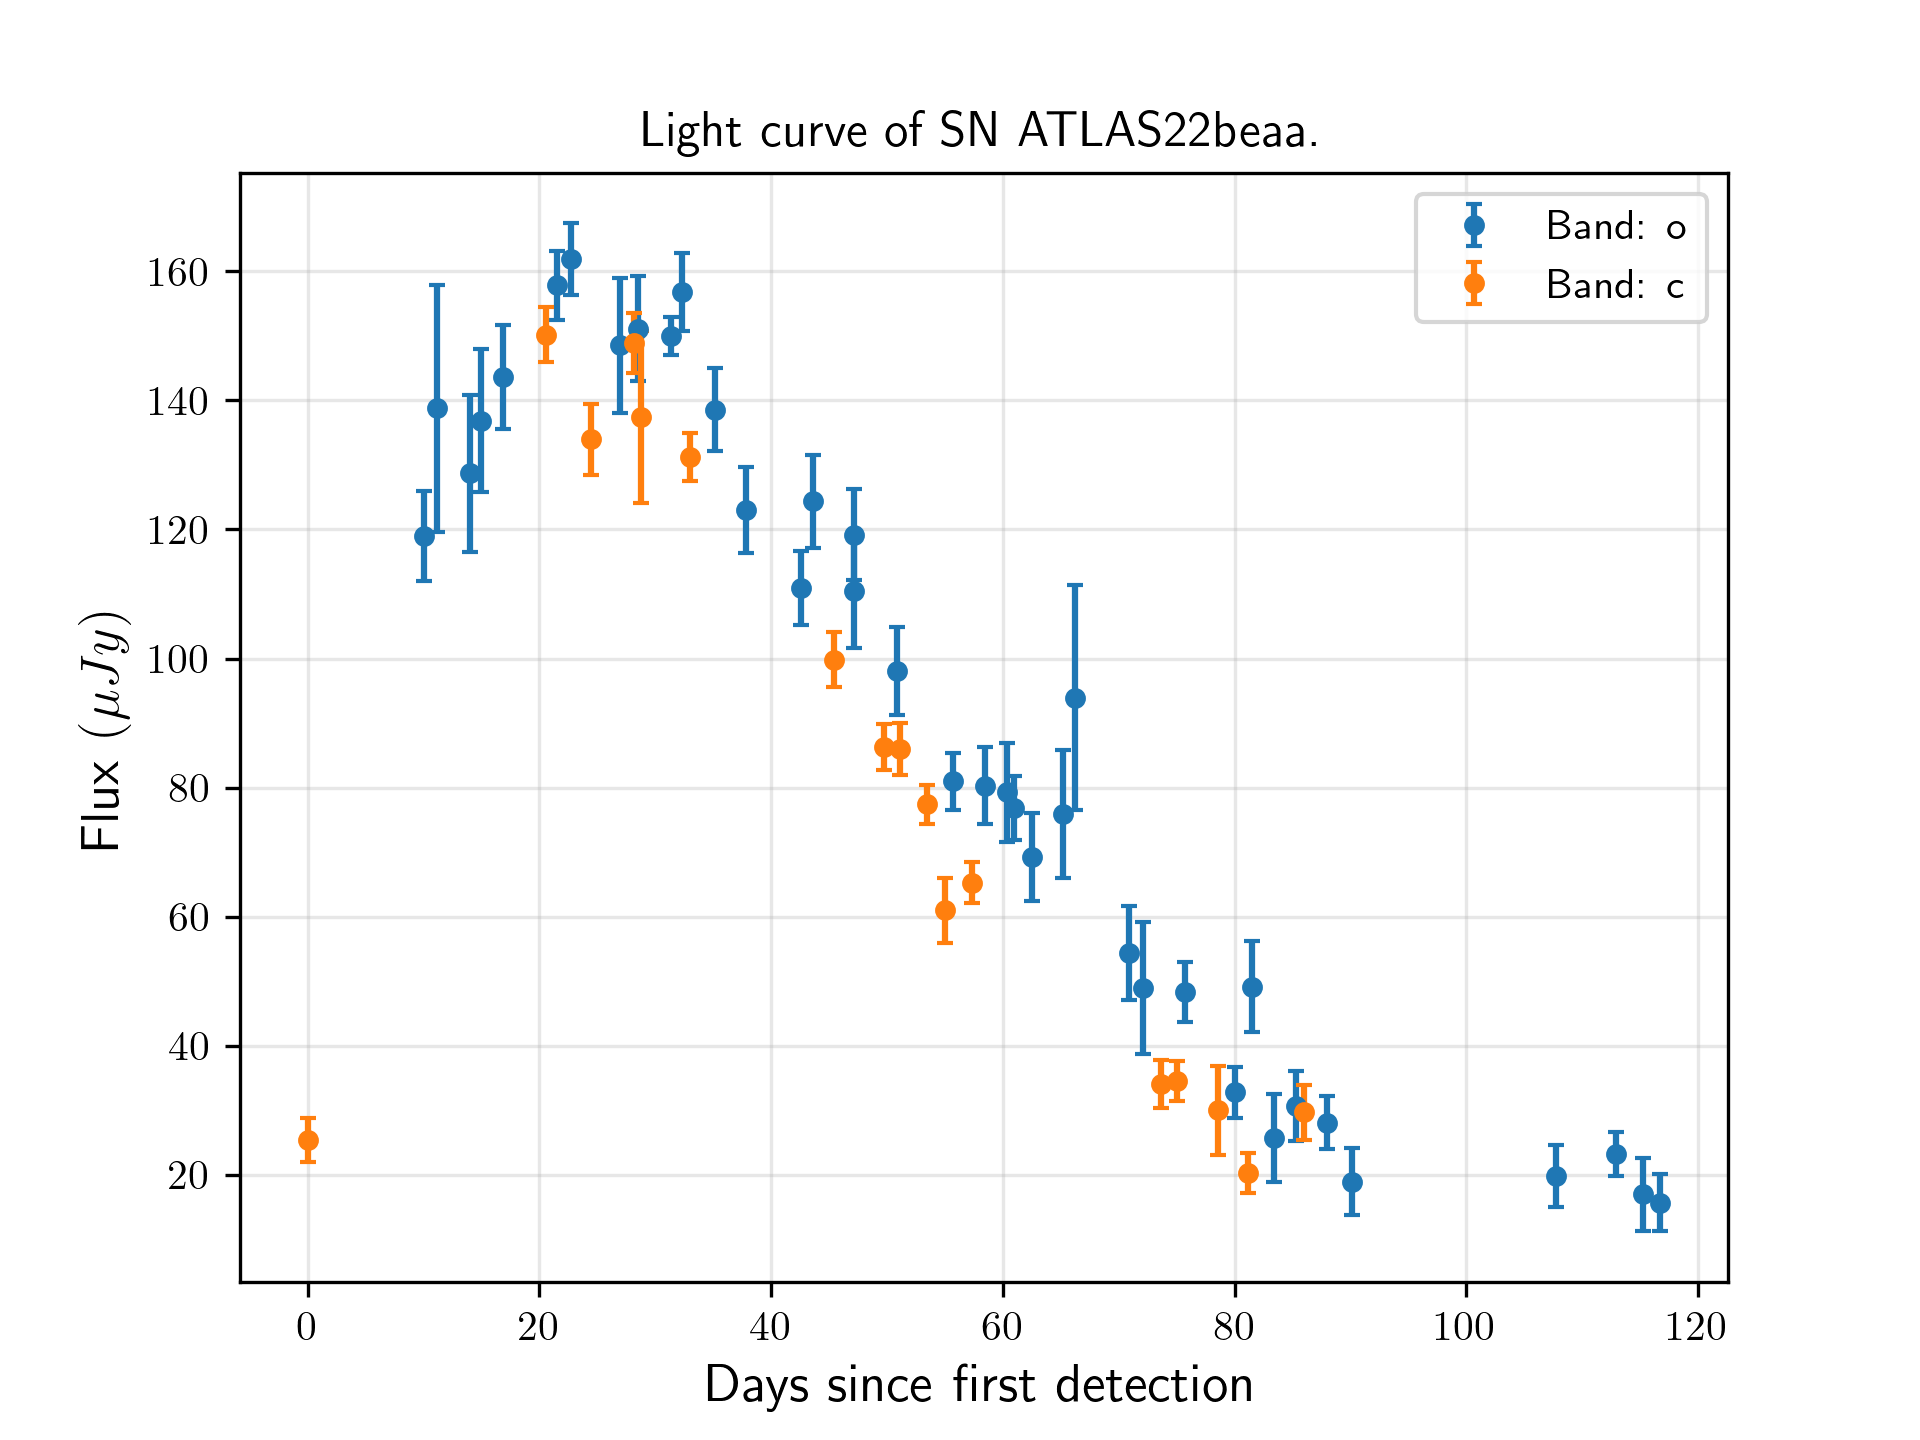 Light curve of SN ATLAS22beaa.
Band: o
Band: c
160
140
120
100
80
60
40
20
Flux (μJy)
0 20 40 60 80 100 120
Days since first detection